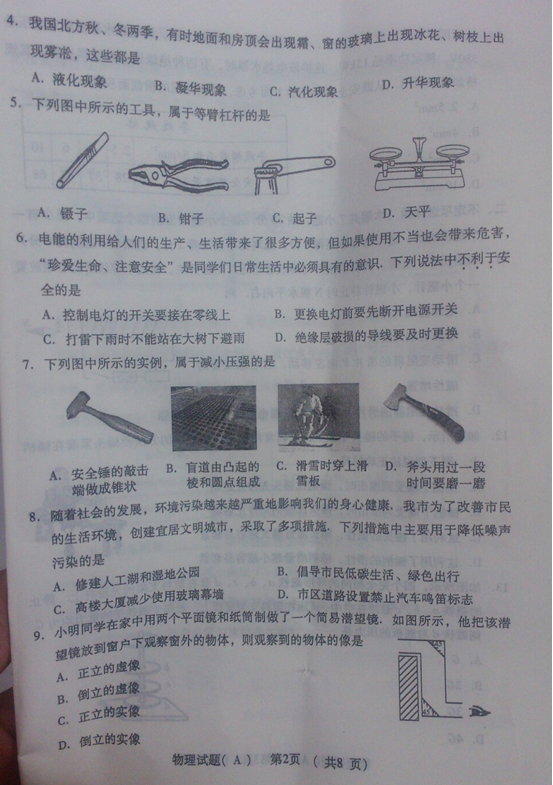 4. 我国北方秋、冬两季，有时地面和房顶会出现霜、窗的玻璃上出现冰花、树枝上出
现雾凇，这些都是
A. 液化现象 B. 凝华现象 C. 汽化现象 D. 升华现象
5. 下列图中所示的工具，属于等臂杠杆的是
A. 镊子 B. 钳子 C. 起子 D. 天平
6. 电能的利用给人们的生产、生活带来了很多方便，但如果使用不当也会带来危害，
“珍爱生命、注意安全”是同学们日常生活中必须具有的意识. 下列说法中不利于安
全的是
A. 控制电灯的开关要接在零线上 B. 更换电灯前要先断开电源开关
C. 打雷下雨时不能站在大树下避雨 D. 绝缘层破损的导线要及时更换
7. 下列图中所示的实例，属于减小压强的是
A. 安全锤的敲击 B. 盲道由凸起的 C. 滑雪时穿上滑 D. 斧头用过一段
端做成锥状 棱和圆点组成 雪板 时间要磨一磨
8. 随着社会的发展，环境污染越来越严重地影响我们的身心健康. 我市为了改善市民
的生活环境，创建宜居文明城市，采取了多项措施. 下列措施中主要用于降低噪声
污染的是
A. 修建人工湖和湿地公园 B. 倡导市民低碳生活、绿色出行
C. 高楼大厦减少使用玻璃幕墙 D. 市区道路设置禁止汽车鸣笛标志
9. 小明同学在家中用两个平面镜和纸筒制做了一个简易潜望镜. 如图所示，他把该潜
望镜放到窗户下观察窗外的物体，则观察到的物体的像是
45°
A. 正立的虚像
B. 倒立的虚像
C. 正立的实像
45°
D. 倒立的实像
物理试题( A ) 第2页 ( 共8 页)